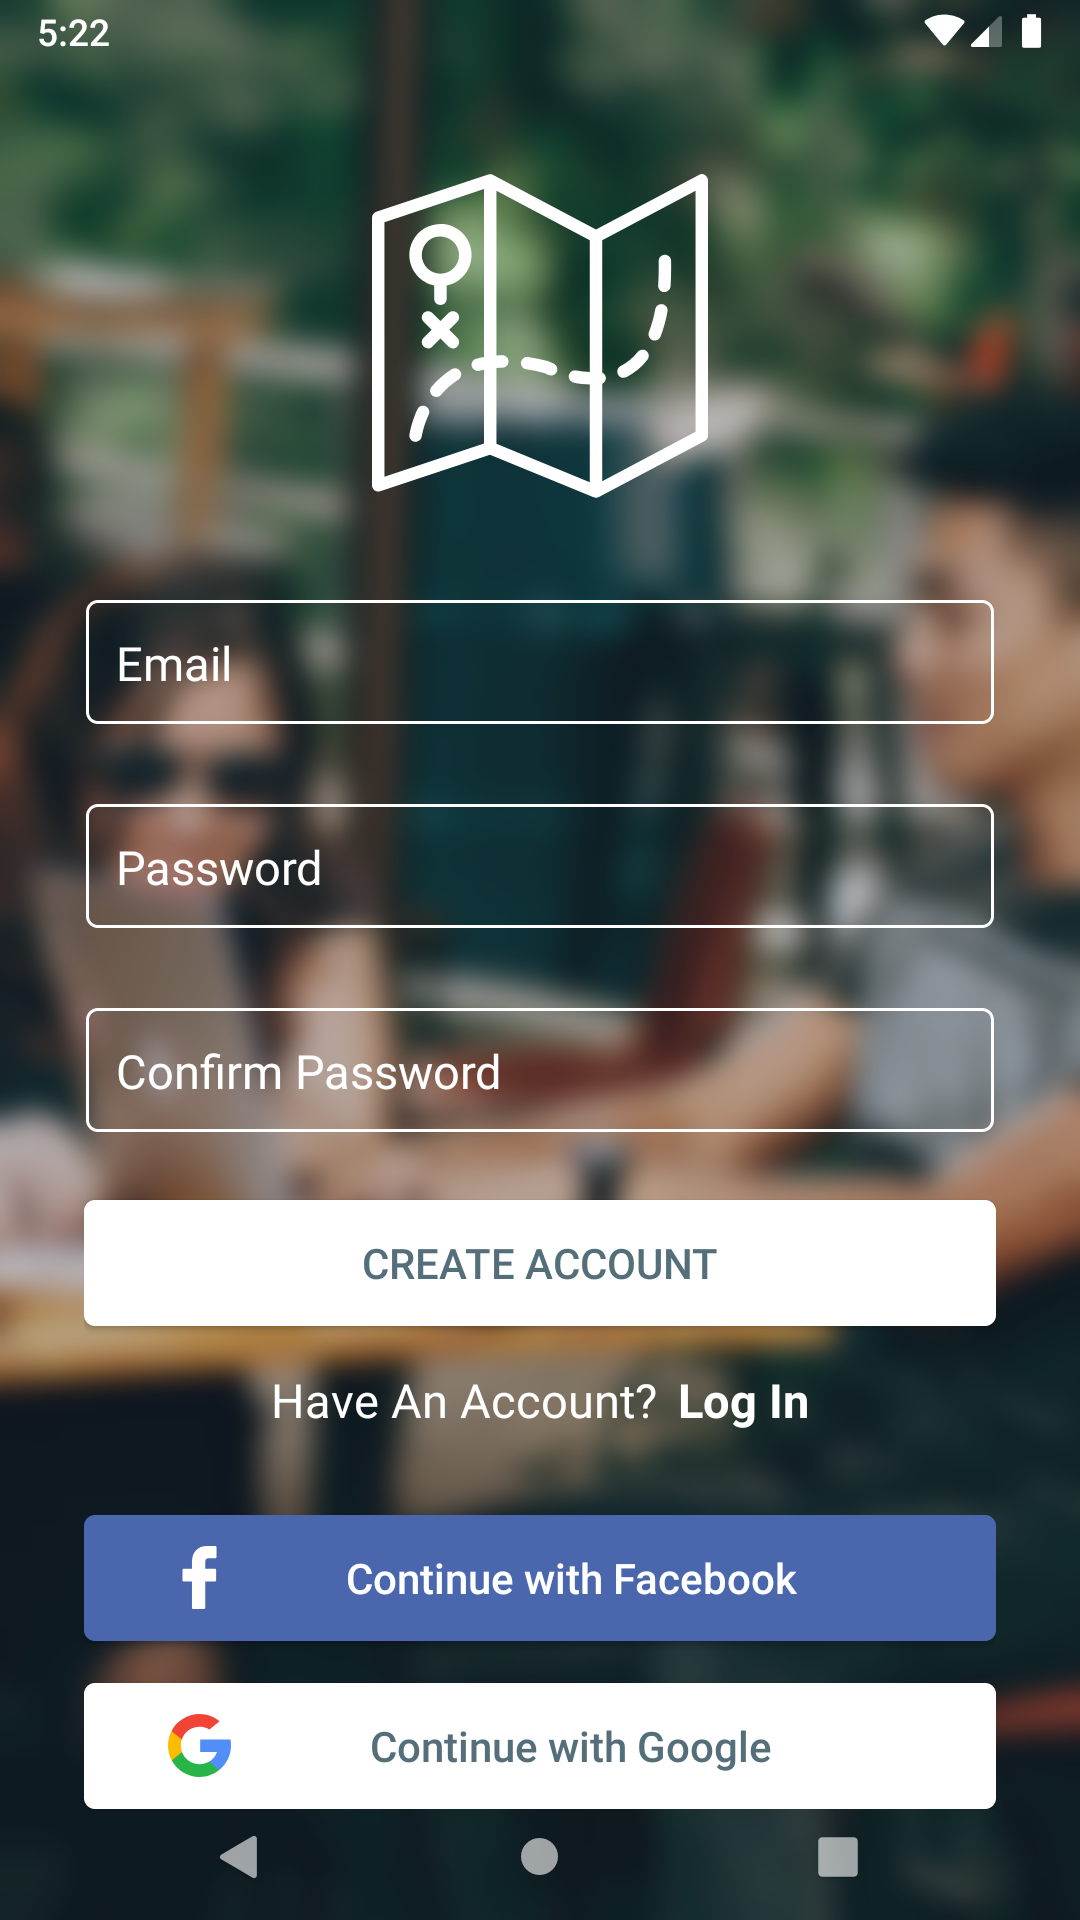 5:22
Email
Password
Confirm Password
CREATE ACCOUNT
Have An Account? Log In
Continue with Facebook
Continue with Google